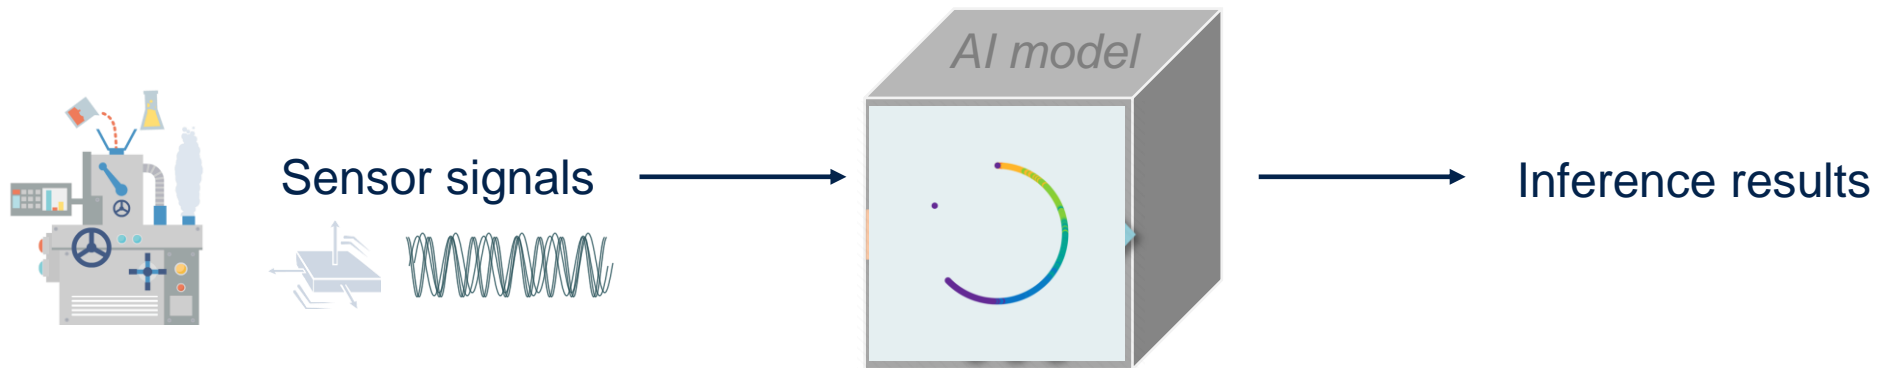 AI model
Sensor signals
Inference results